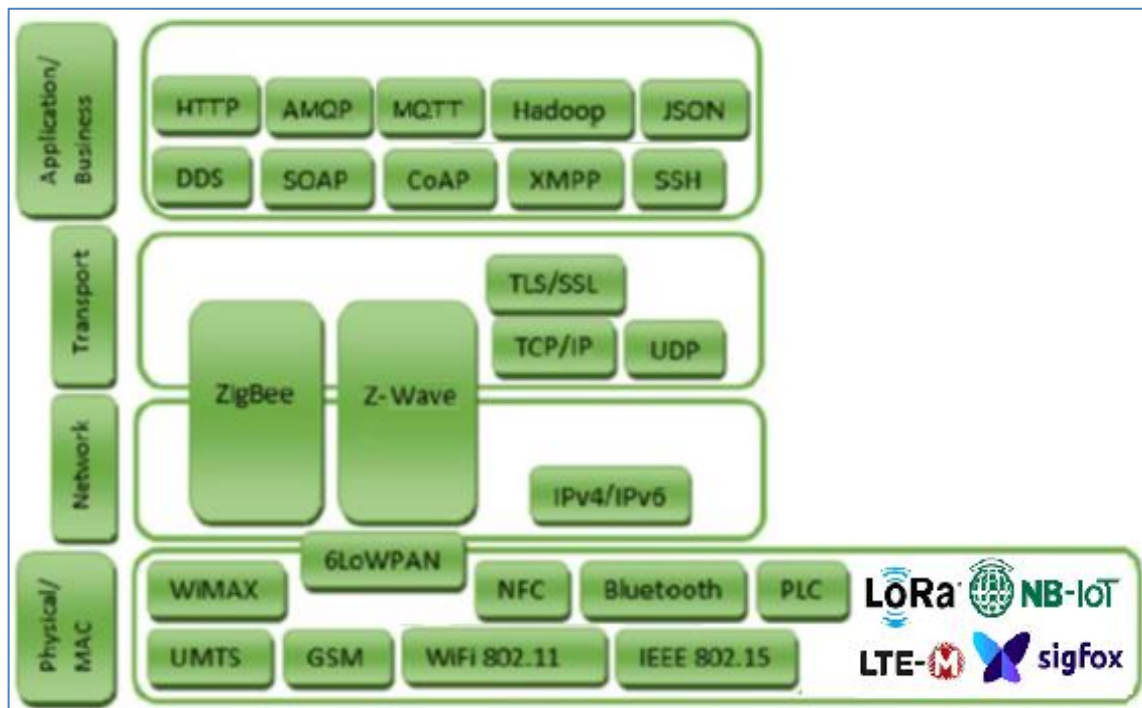 Application/
Business
HTTP AMQP MQTT Hadoop JSON
DDS SOAP CoAP XMPP SSH
Transport
TLS/SSL
TCP/IP UDP
ZigBee Z-Wave
Network
IPv4/IPv6
Physical/
MAC
6LoWPAN
WiMAX NFC Bluetooth PLC LoRa NB-IoT
UMTS GSM WiFi 802.11 IEEE 802.15 LTE-M sigfox